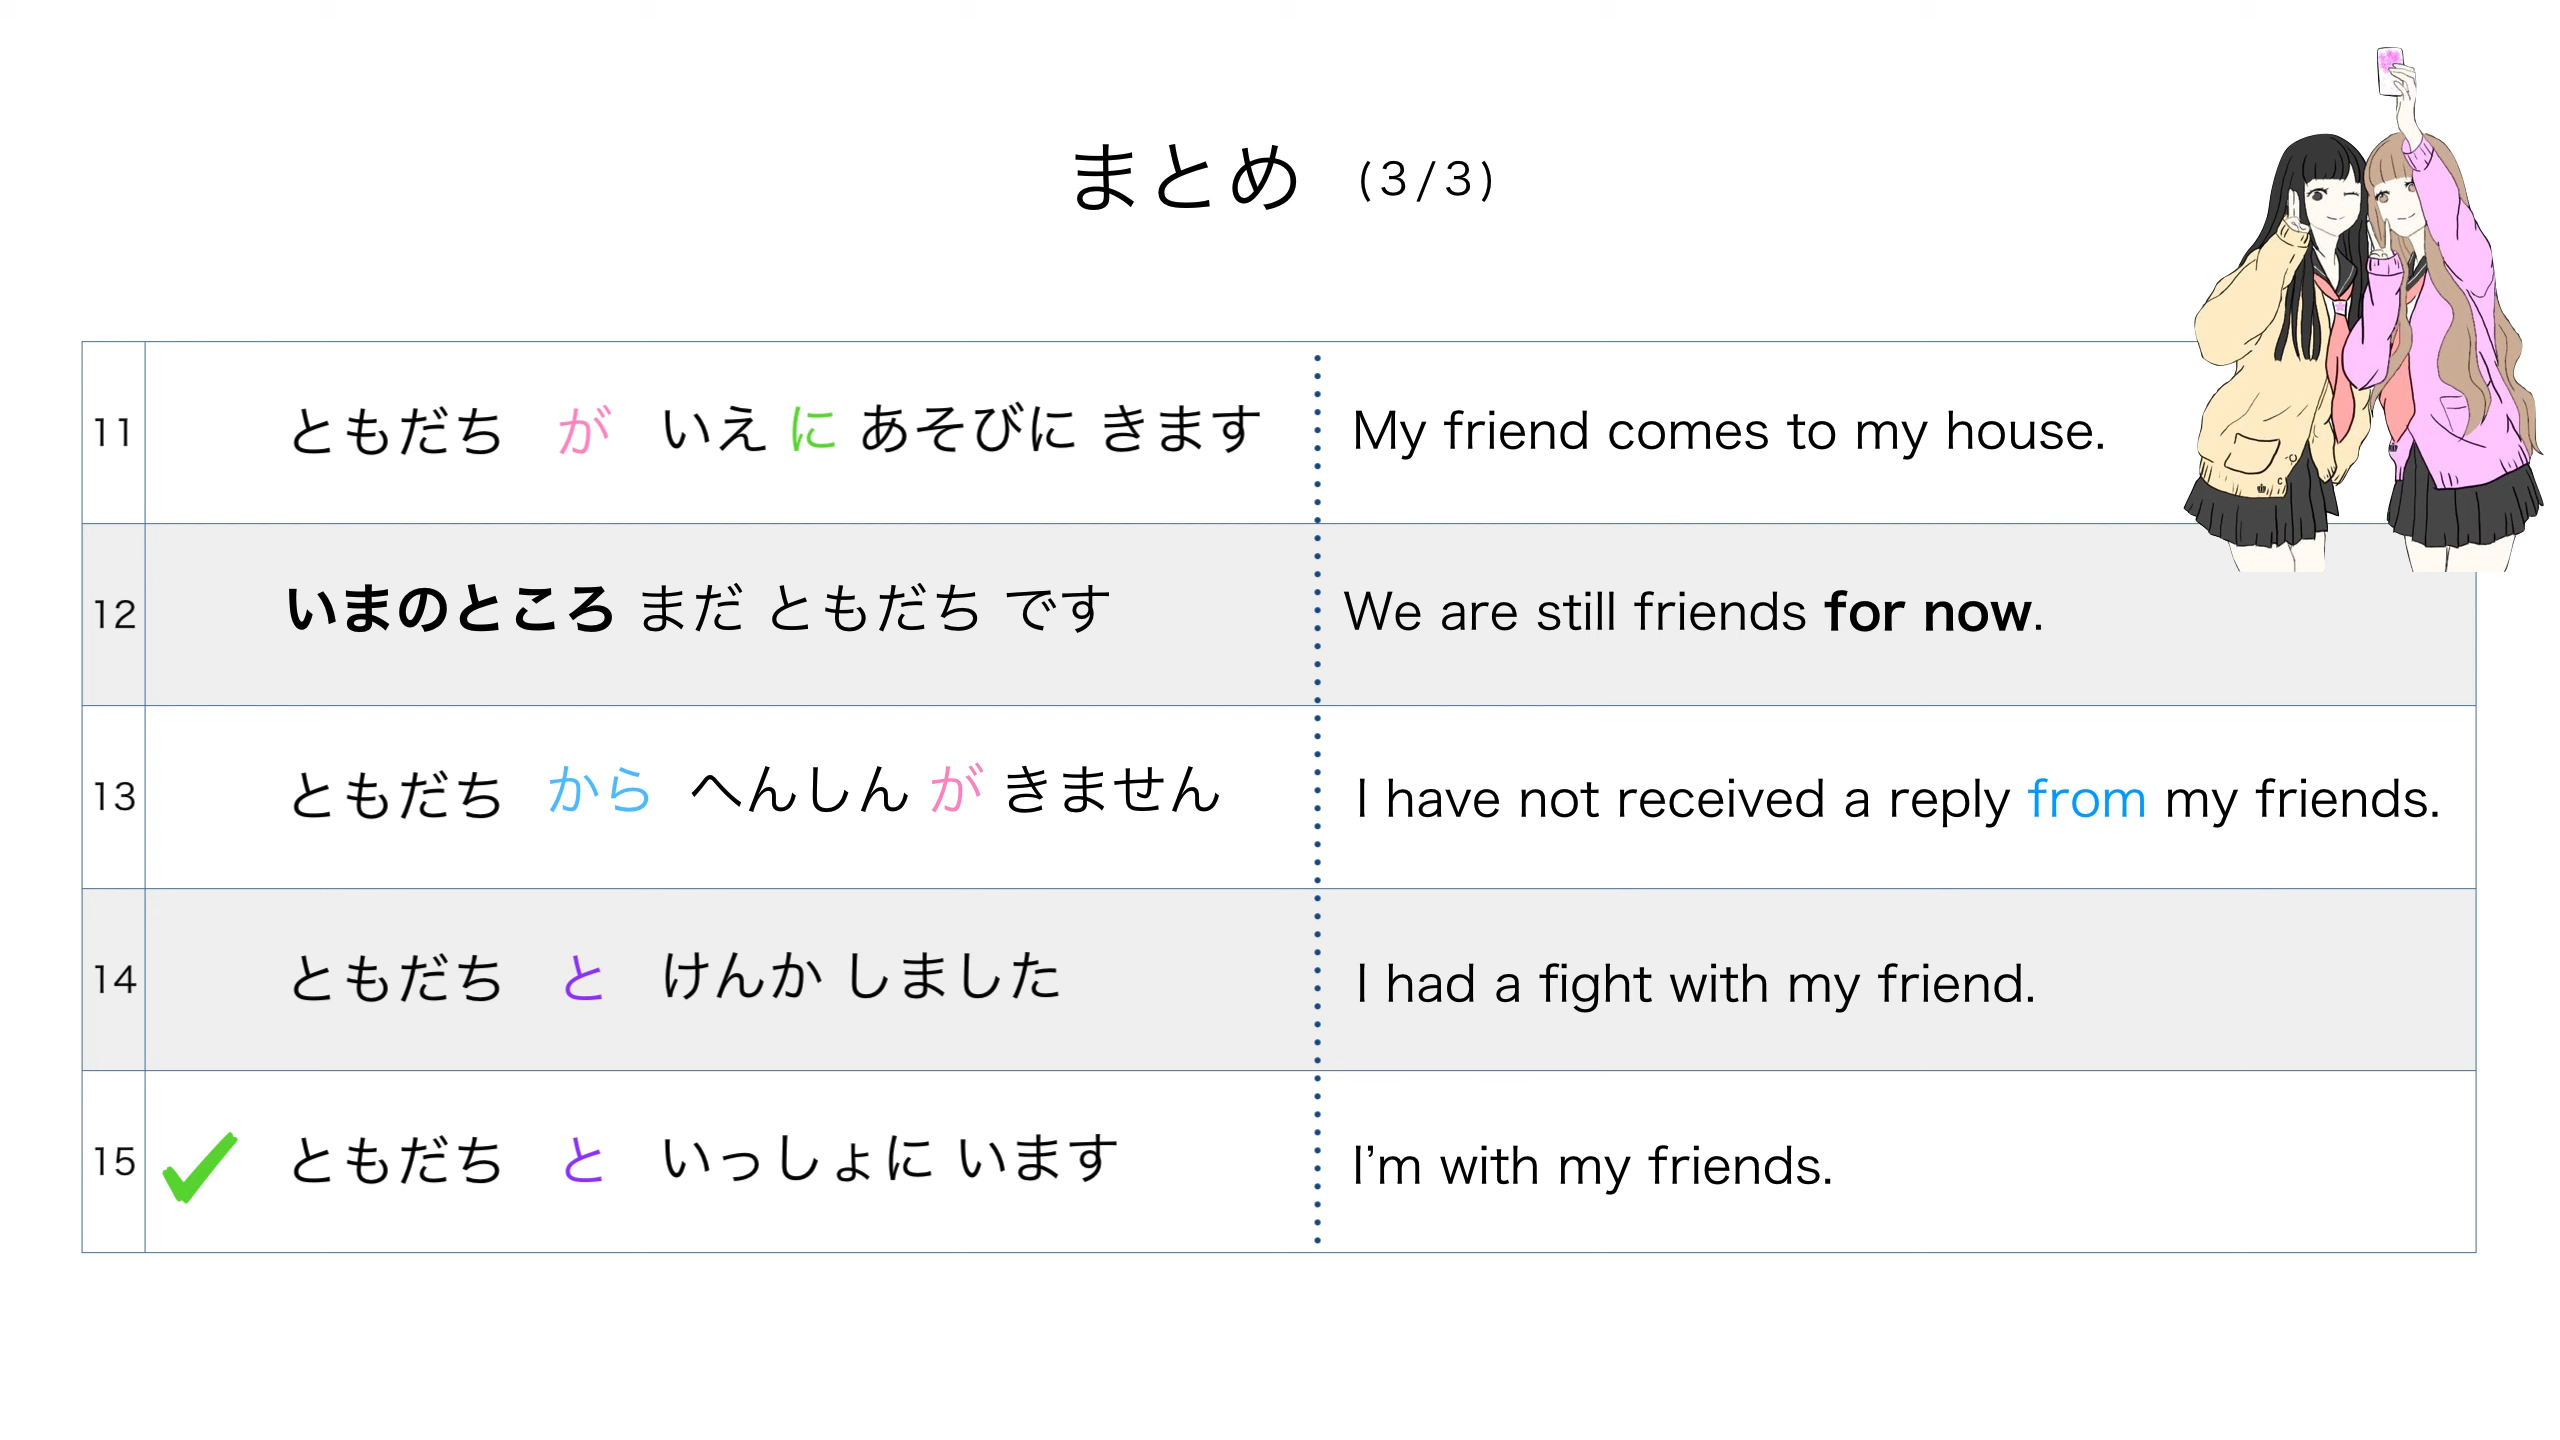 まとめ (3/3)
11 ともだち が いえ に あそびに きます My friend comes to my house.
12 いまのところ まだ ともだち です We are still friends for now.
13 ともだち から へんしん が きません I have not received a reply from my friends.
14 ともだち と けんか しました I had a fight with my friend.
15 ともだち と いっしょに います I’m with my friends.